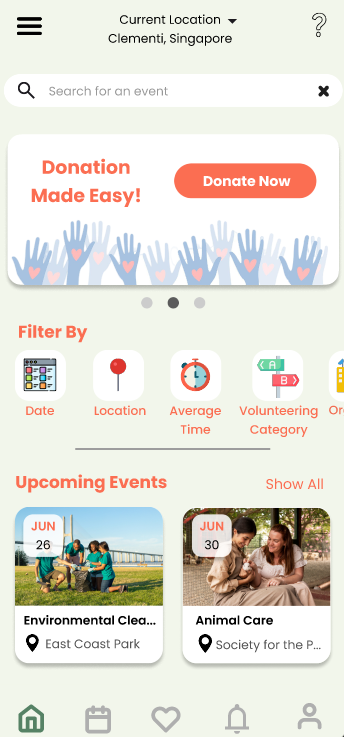 Current Location
Clementi, Singapore
Search for an event
Donation
Made Easy!
Donate Now
Filter By
Date
Location
Average
Time
Volunteering
Category
Or
A
B
Upcoming Events
Show All
JUN
26
JUN
30
Environmental Clea...
Animal Care
East Coast Park
Society for the P...